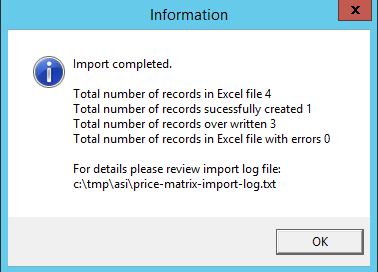 Information
x
Import completed.
Total number of records in Excel file 4
Total number of records sucessfully created 1
Total number of records over written 3
Total number of records in Excel file with errors 0
For details please review import log file:
c:\tmp\asi\price-matrix-import-log.txt
OK